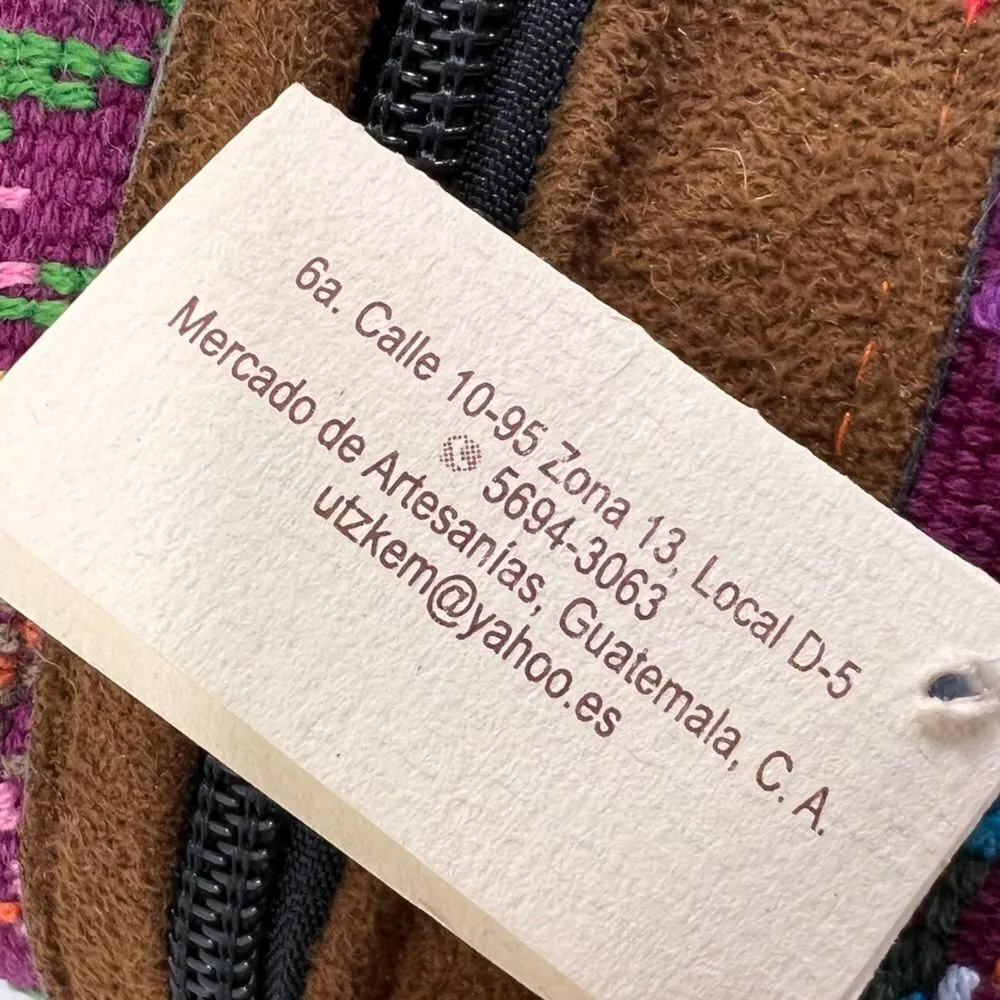 6a. Calle 10-95 Zona 13, Local D-5
5694-3063
Mercado de Artesanías, Guatemala, C. A.
utzkem@yahoo.es